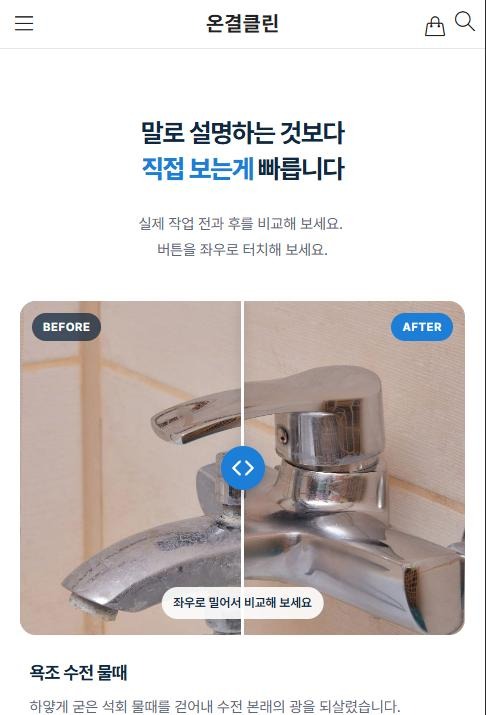 온결클린
말로 설명하는 것보다
직접 보는게 빠릅니다
실제 작업 전과 후를 비교해 보세요.
버튼을 좌우로 터치해 보세요.
BEFORE
AFTER
좌우로 밀어서 비교해 보세요
욕조 수전 물때
하얗게 굳은 석회 물때를 걷어내 수전 본래의 광을 되살렸습니다.